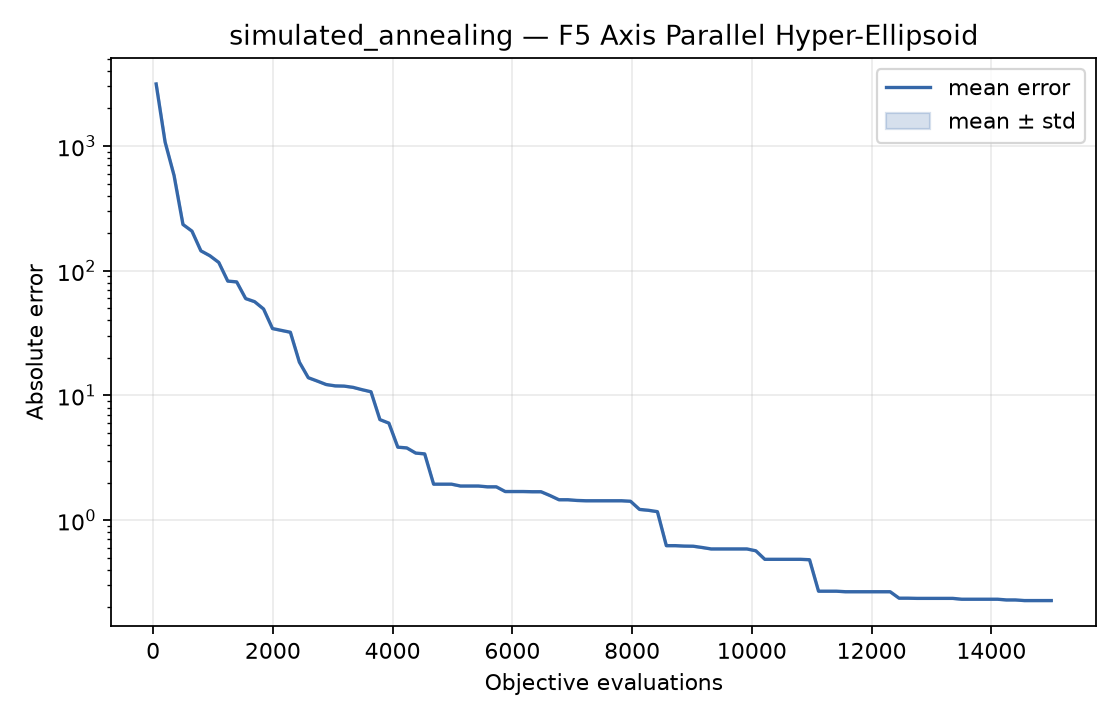 simulated_annealing — F5 Axis Parallel Hyper-Ellipsoid
mean error
mean ± std
Absolute error
10³
10²
10¹
10⁰
0 2000 4000 6000 8000 10000 12000 14000
Objective evaluations